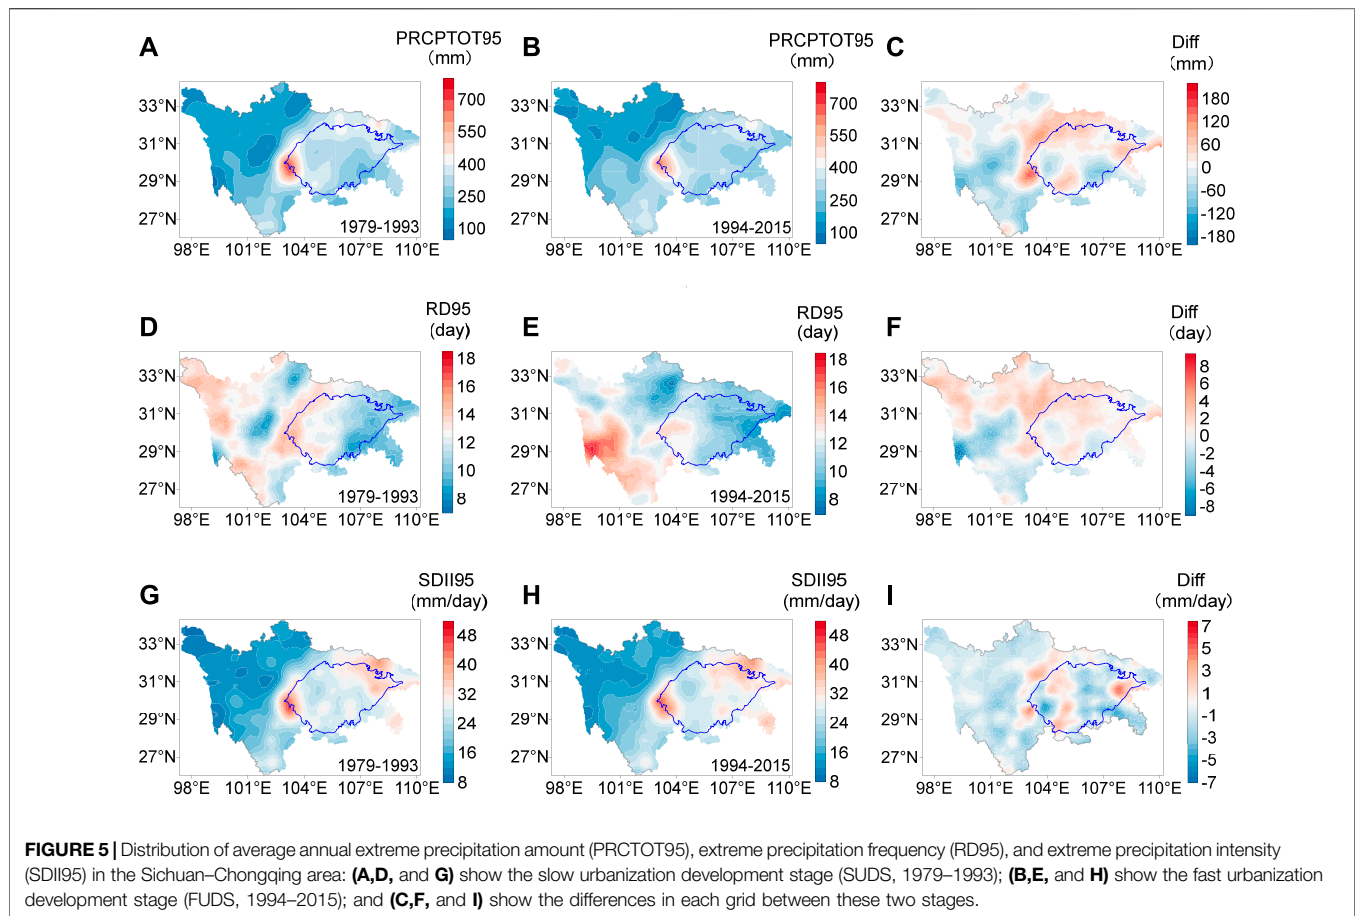 A
PRCPTOT95
(mm)
700
550
400
250
100
33°N
31°N
29°N
27°N
1979-1993
98°E 101°E 104°E 107°E 110°E
B
PRCPTOT95
(mm)
700
550
400
250
100
33°N
31°N
29°N
27°N
1994-2015
98°E 101°E 104°E 107°E 110°E
C
Diff
(mm)
180
120
60
0
-60
-120
-180
33°N
31°N
29°N
27°N
98°E 101°E 104°E 107°E 110°E
D
RD95
(day)
18
16
14
12
10
8
33°N
31°N
29°N
27°N
1979-1993
98°E 101°E 104°E 107°E 110°E
E
RD95
(day)
18
16
14
12
10
8
33°N
31°N
29°N
27°N
1994-2015
98°E 101°E 104°E 107°E 110°E
F
Diff
(day)
8
6
4
2
0
-2
-4
-6
-8
33°N
31°N
29°N
27°N
98°E 101°E 104°E 107°E 110°E
G
SDII95
(mm/day)
48
40
32
24
16
8
33°N
31°N
29°N
27°N
1979-1993
98°E 101°E 104°E 107°E 110°E
H
SDII95
(mm/day)
48
40
32
24
16
8
33°N
31°N
29°N
27°N
1994-2015
98°E 101°E 104°E 107°E 110°E
I
Diff
(mm/day)
7
5
3
1
-1
-3
-5
-7
33°N
31°N
29°N
27°N
98°E 101°E 104°E 107°E 110°E
FIGURE 5 | Distribution of average annual extreme precipitation amount (PRCTOT95), extreme precipitation frequency (RD95), and extreme precipitation intensity
(SDII95) in the Sichuan–Chongqing area: (A,D, and G) show the slow urbanization development stage (SUDS, 1979–1993); (B,E, and H) show the fast urbanization
development stage (FUDS, 1994–2015); and (C,F, and I) show the differences in each grid between these two stages.